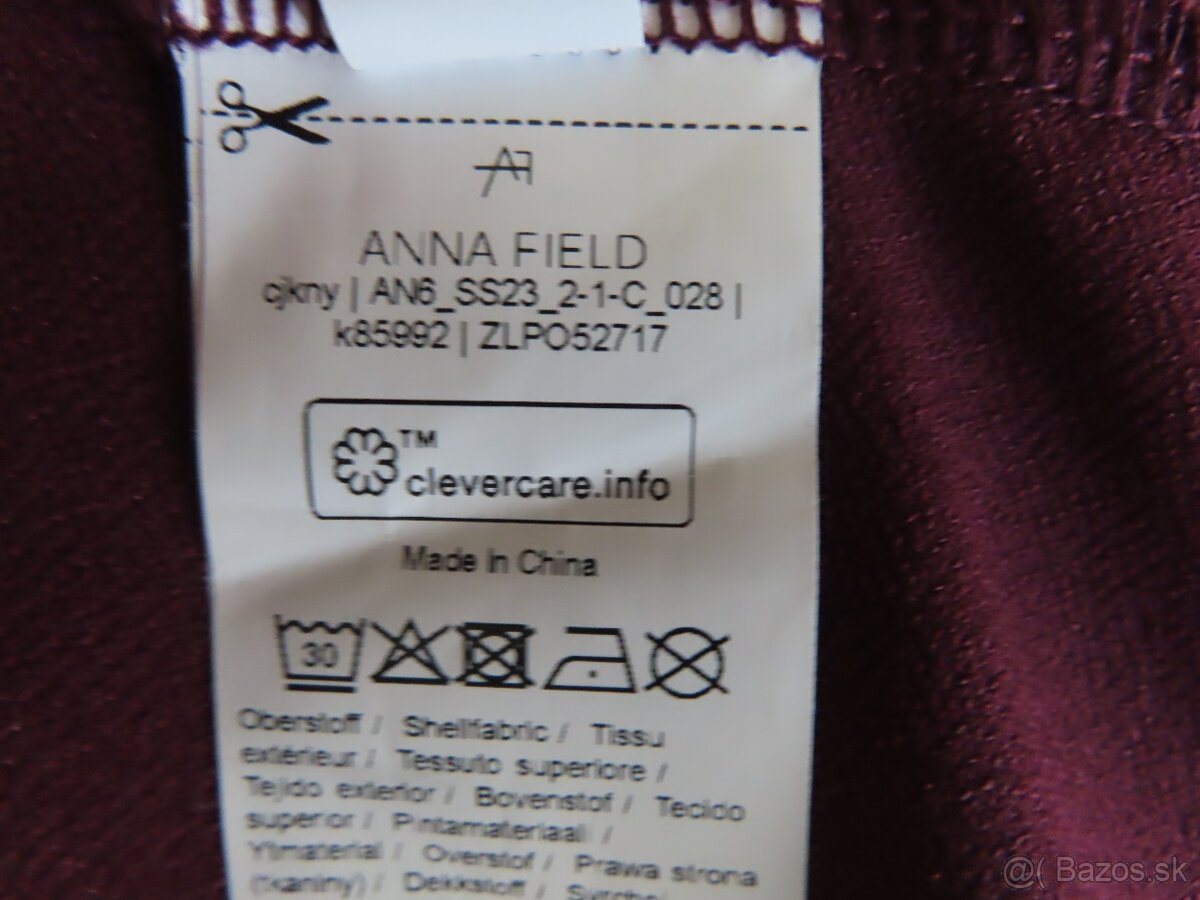 AF
ANNA FIELD
cjkny | AN6_SS23_2-1-C_028 |
k85992 | ZLPO52717
TM
clevercare.info
Made in China
30
Oberstoff / Shellfabric / Tissu
extérieur / Tessuto superiore /
Tejido exterior / Bovenstof / Tecido
superior / Pintamateriaali /
Ytmaterial / Overstof / Prawa strona
(tkaniny) / Dekkstoff /
@( Bazos.sk